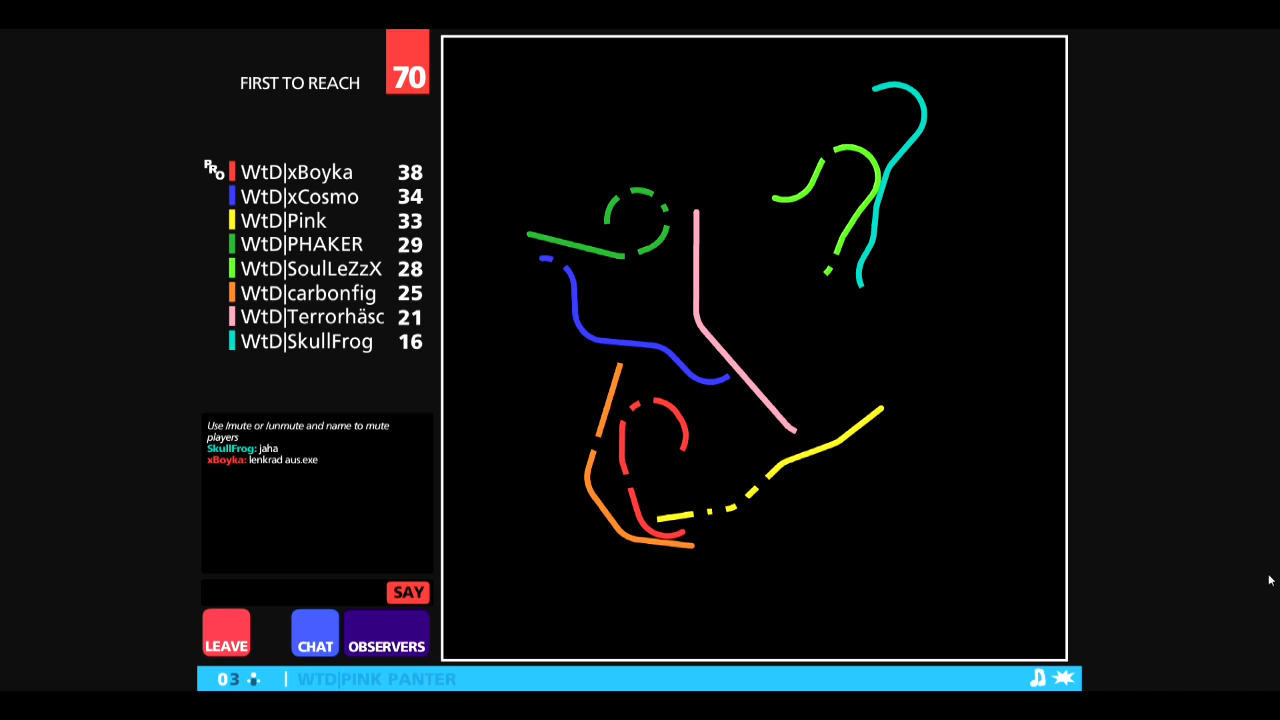 70
FIRST TO REACH
PRO WtD|xBoyka 38
WtD|xCosmo 34
WtD|Pink 33
WtD|PHAKER 29
WtD|SoulLeZzX 28
WtD|carbonfig 25
WtD|Terrorhäsc 21
WtD|SkullFrog 16
Use /mute or /unmute and name to mute
players
SkullFrog: jaha
xBoyka: lenkrad aus.exe
SAY
LEAVE CHAT OBSERVERS
03 | WTD|PINK PANTER